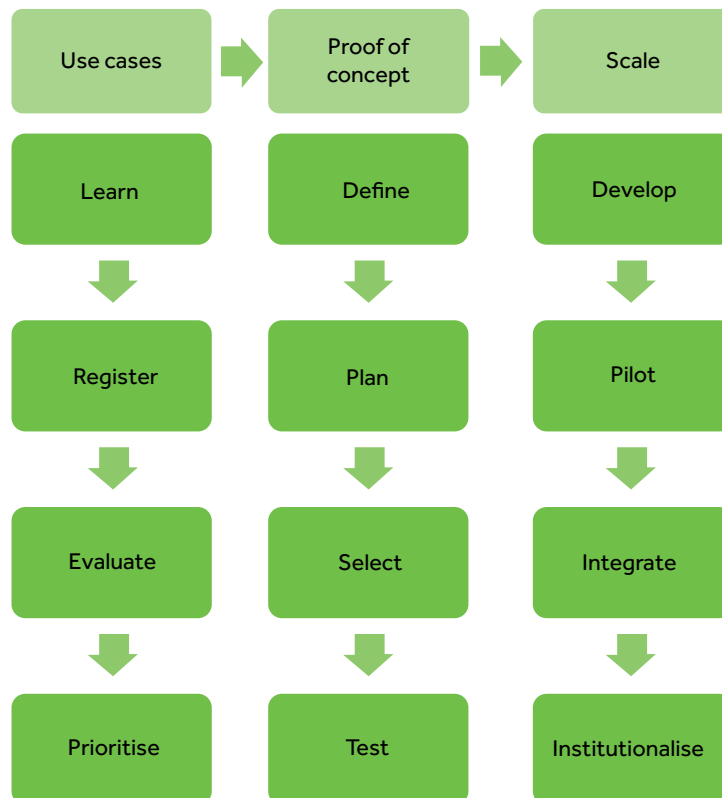 Use cases
Proof of
concept
Scale
Learn
Define
Develop
Register
Plan
Pilot
Evaluate
Select
Integrate
Prioritise
Test
Institutionalise